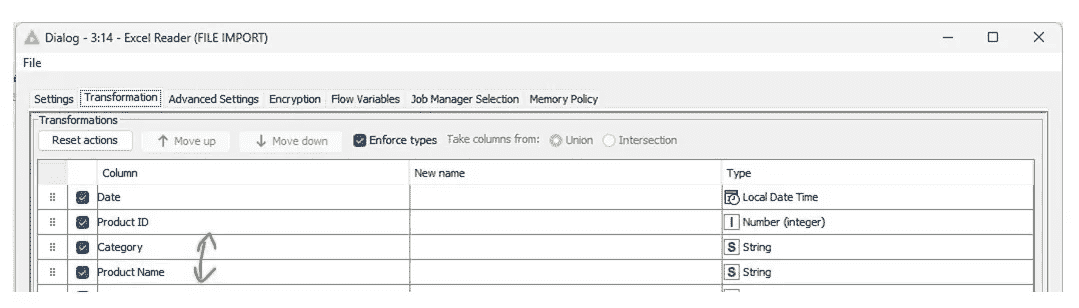 Dialog - 3:14 - Excel Reader (FILE IMPORT)
File
Settings Transformation Advanced Settings Encryption Flow Variables Job Manager Selection Memory Policy
Transformations
Reset actions Move up Move down Enforce types Take columns from: Union Intersection
Column New name Type
Date Local Date Time
Product ID I Number (integer)
Category S String
Product Name S String